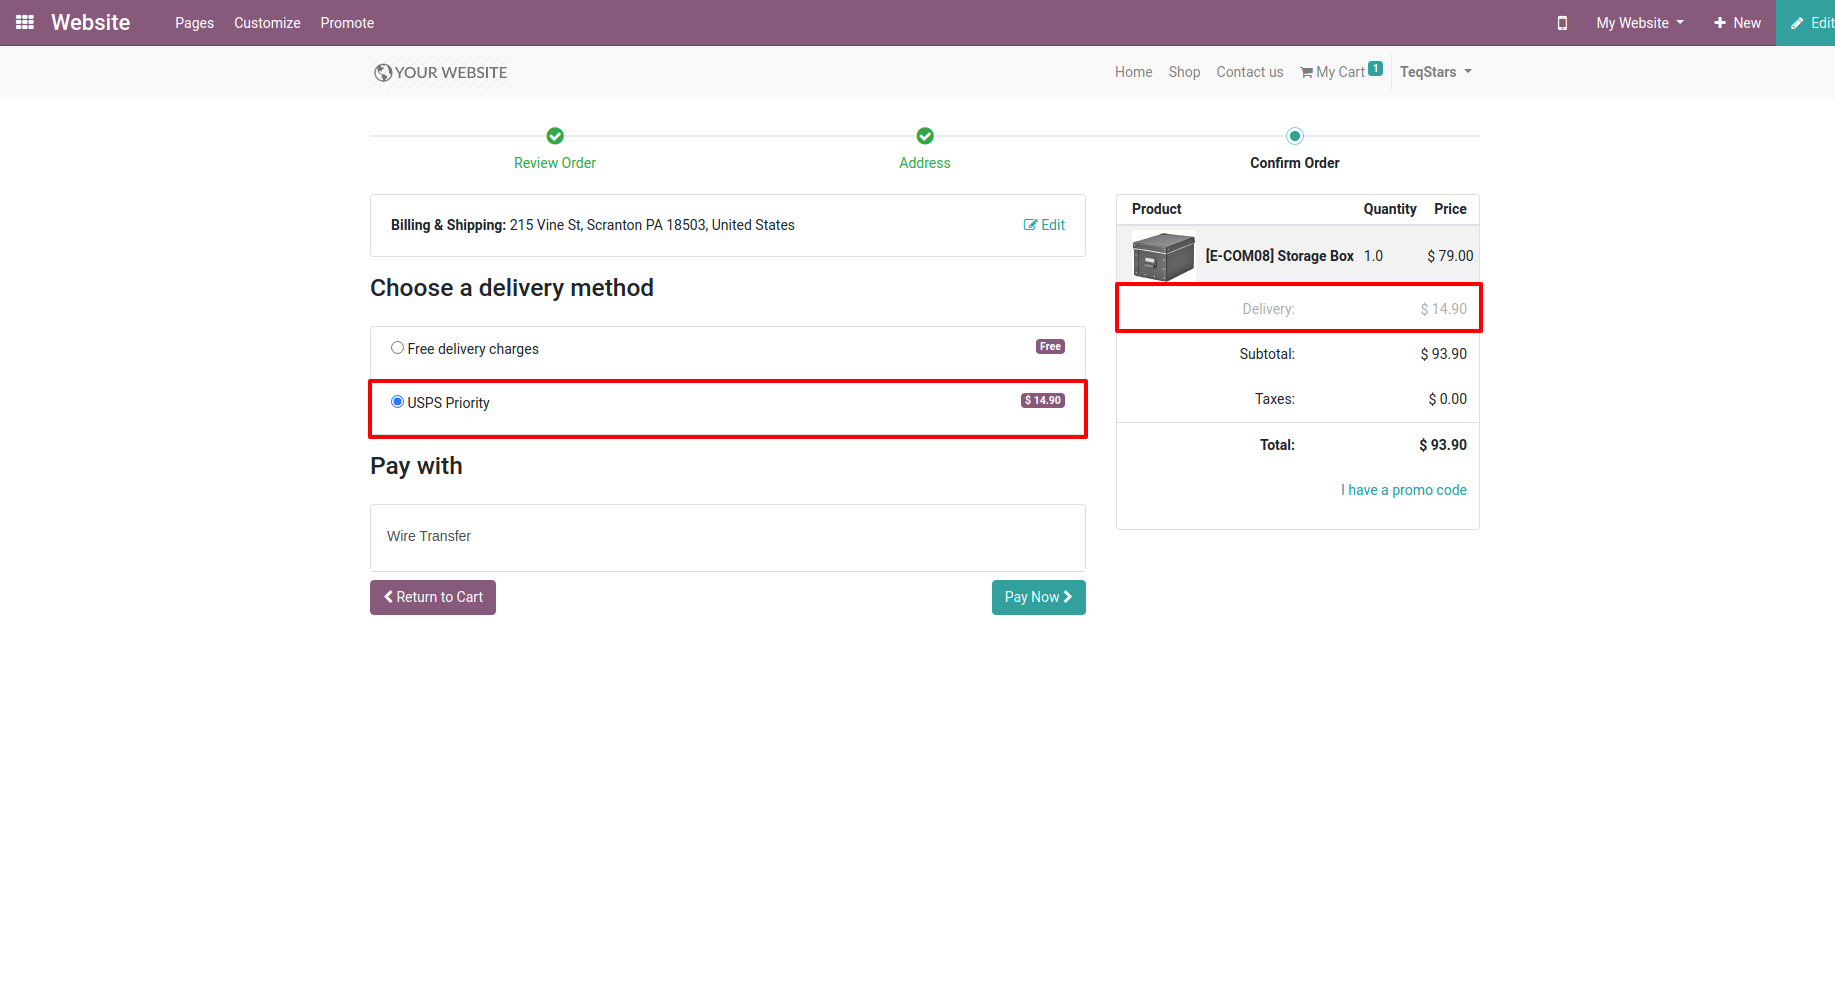 Website Pages Customize Promote My Website New Edit
YOUR WEBSITE Home Shop Contact us My Cart 1 TeqStars
Review Order Address Confirm Order
Billing & Shipping: 215 Vine St, Scranton PA 18503, United States Edit
Choose a delivery method
Free delivery charges Free
USPS Priority $ 14.90
Pay with
Wire Transfer
Return to Cart Pay Now
Product Quantity Price
[E-COM08] Storage Box 1.0 $ 79.00
Delivery: $ 14.90
Subtotal: $ 93.90
Taxes: $ 0.00
Total: $ 93.90
I have a promo code